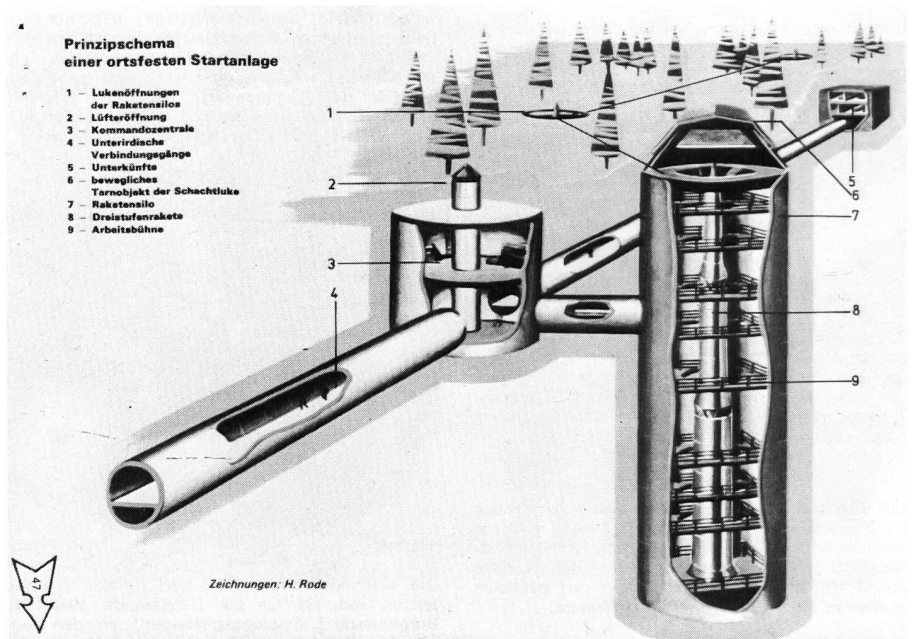 Prinzipschema
einer ortsfesten Startanlage
1 – Lukenöffnungen
der Raketensilos
2 – Lüfteröffnung
3 – Kommandozentrale
4 – Unterirdische
Verbindungsgänge
5 – Unterkünfte
6 – bewegliches
Tarnobjekt der Schachtluke
7 – Raketensilo
8 – Dreistufenrakete
9 – Arbeitsbühne
1
2
3
4
5
6
7
8
9
47
Zeichnungen: H. Rode